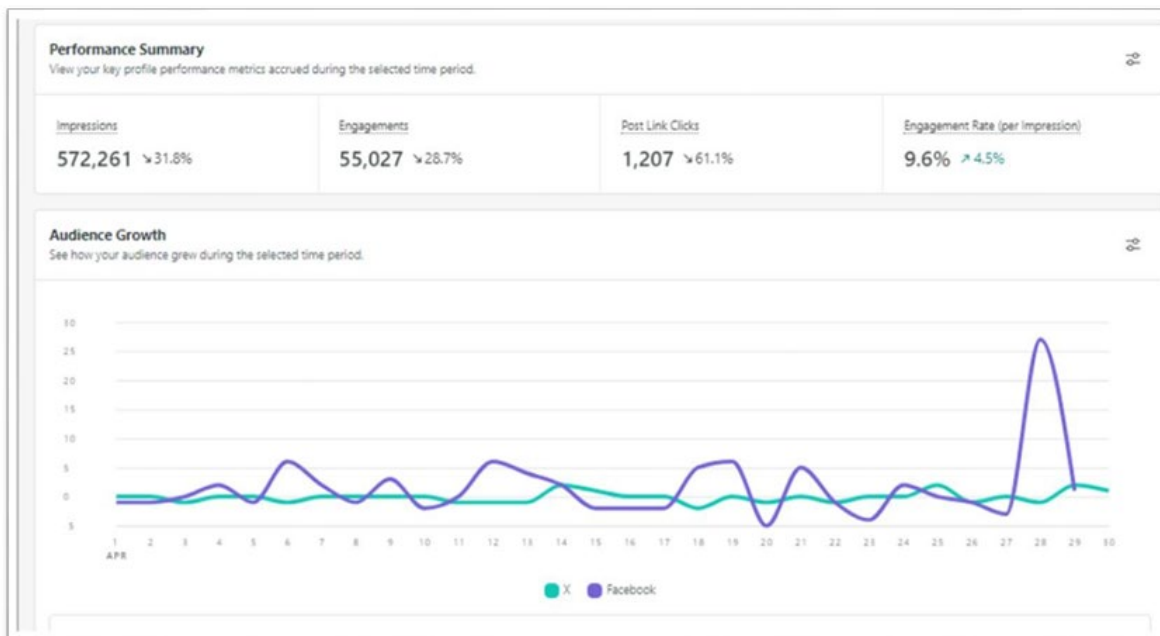 Performance Summary
View your key profile performance metrics accrued during the selected time period.
Impressions Engagements Post Link Clicks Engagement Rate (per Impression)
572,261 ↘31.8% 55,027 ↘28.7% 1,207 ↘61.1% 9.6% ↗4.5%
Audience Growth
See how your audience grew during the selected time period.
30
25
20
15
10
5
0
5
1 2 3 4 5 6 7 8 9 10 11 12 13 14 15 16 17 18 19 20 21 22 23 24 25 26 27 28 29 30
APR
X Facebook